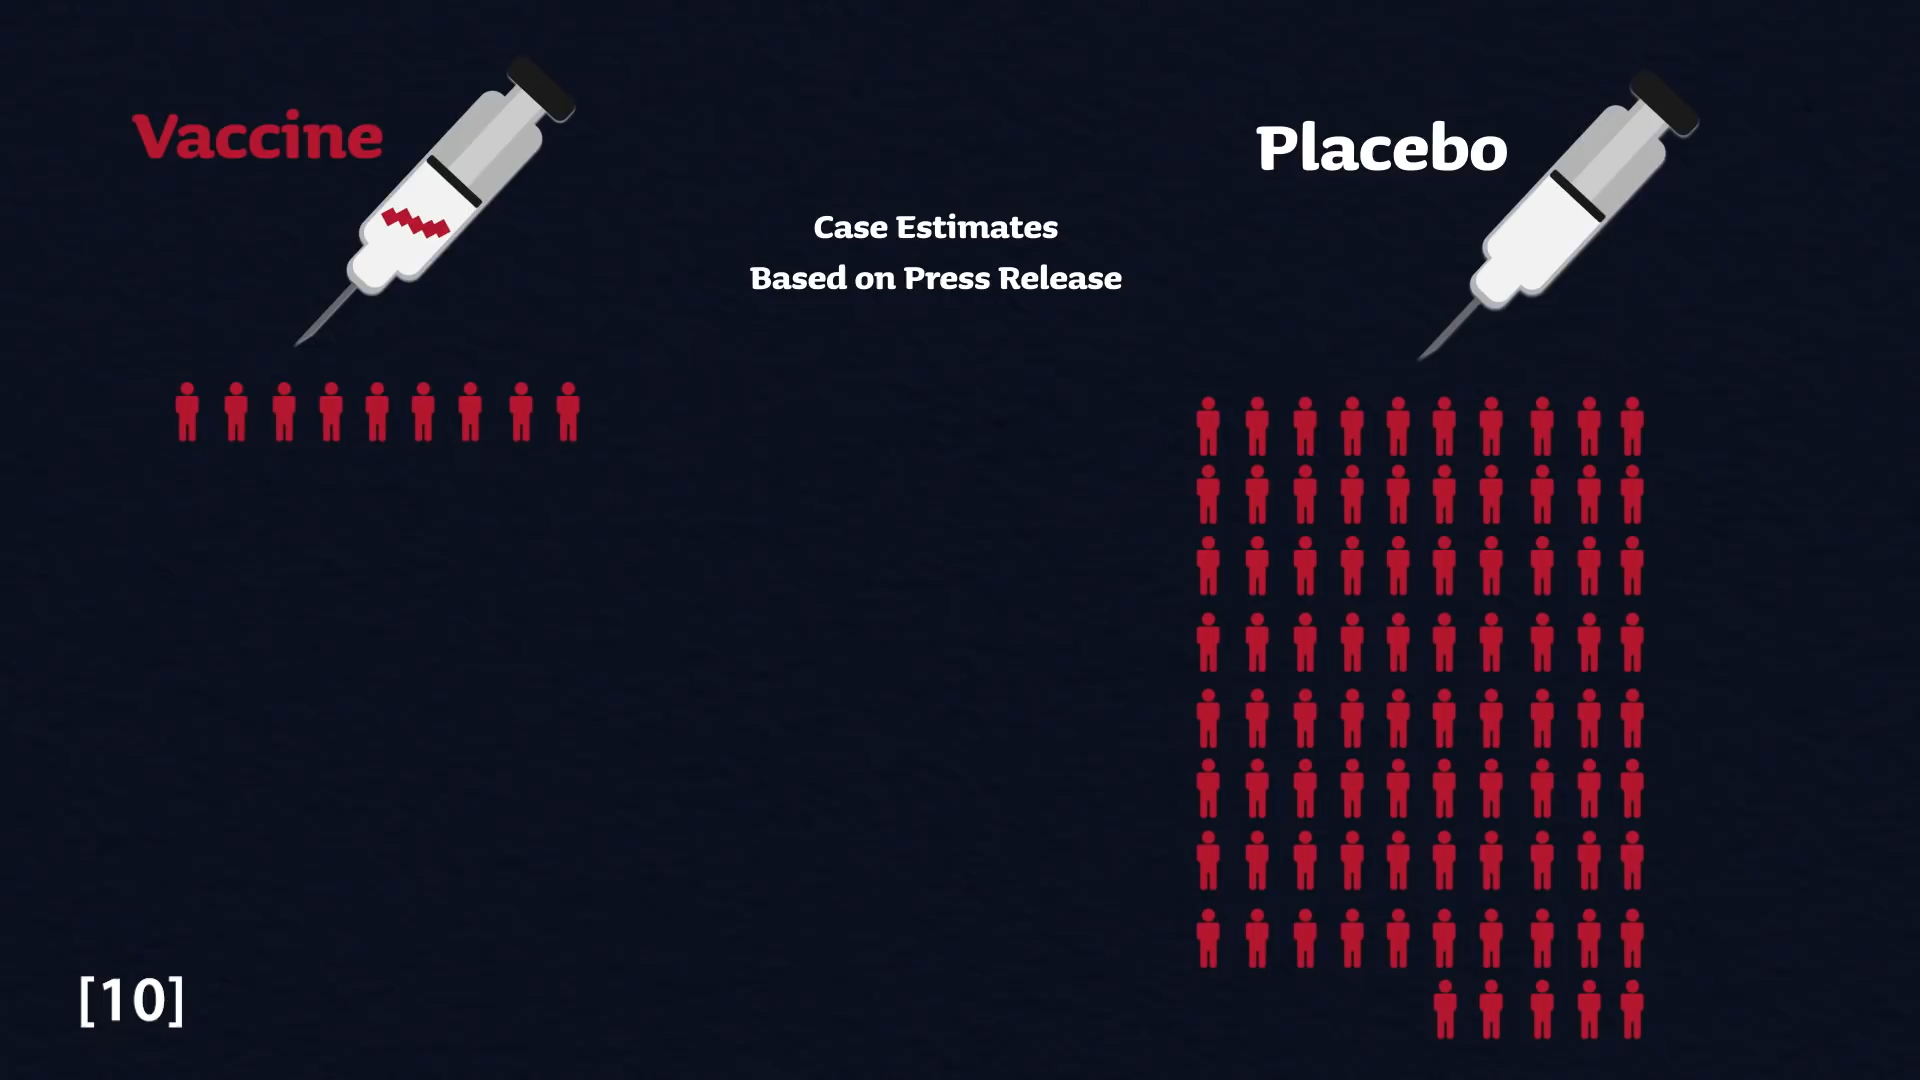 Vaccine
Placebo
Case Estimates
Based on Press Release
[10]